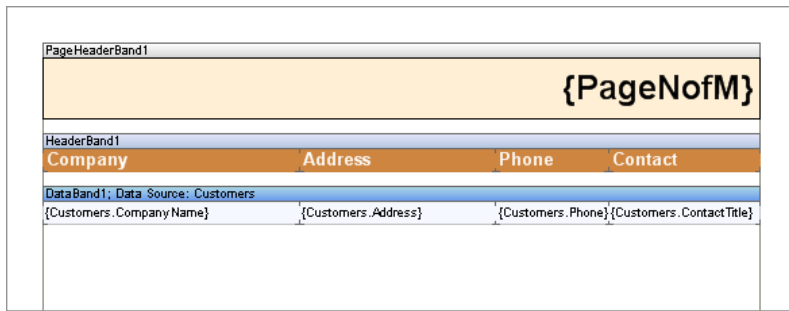 PageHeaderBand1
{PageNofM}
HeaderBand1
Company Address Phone Contact
DataBand1; Data Source: Customers
{Customers.CompanyName} {Customers.Address} {Customers.Phone} {Customers.ContactTitle}